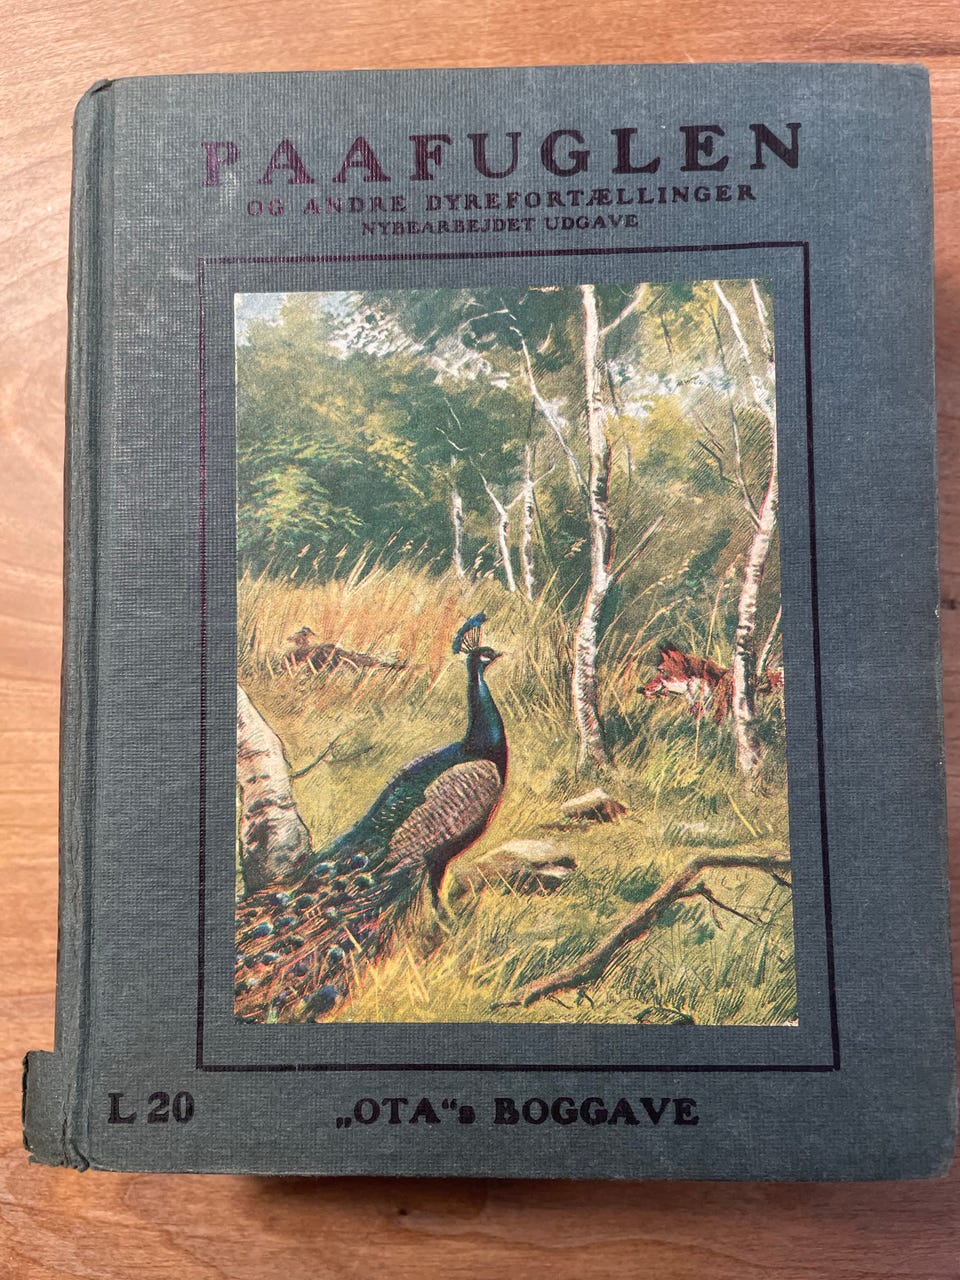 PAAFUGLEN
OG ANDRE DYREFORTÆLLINGER
NYBEARBEJDET UDGAVE
L 20
„OTA“s BOGGAVE